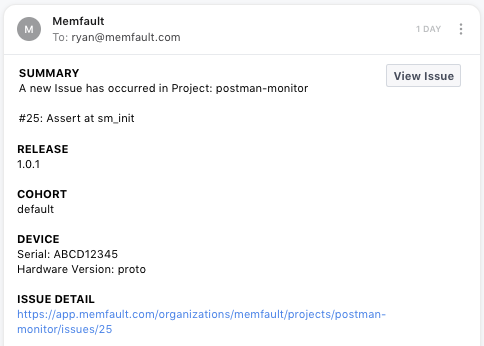 M
Memfault
To: ryan@memfault.com
1 DAY
SUMMARY
View Issue
A new Issue has occurred in Project: postman-monitor
#25: Assert at sm_init
RELEASE
1.0.1
COHORT
default
DEVICE
Serial: ABCD12345
Hardware Version: proto
ISSUE DETAIL
https://app.memfault.com/organizations/memfault/projects/postman-
monitor/issues/25